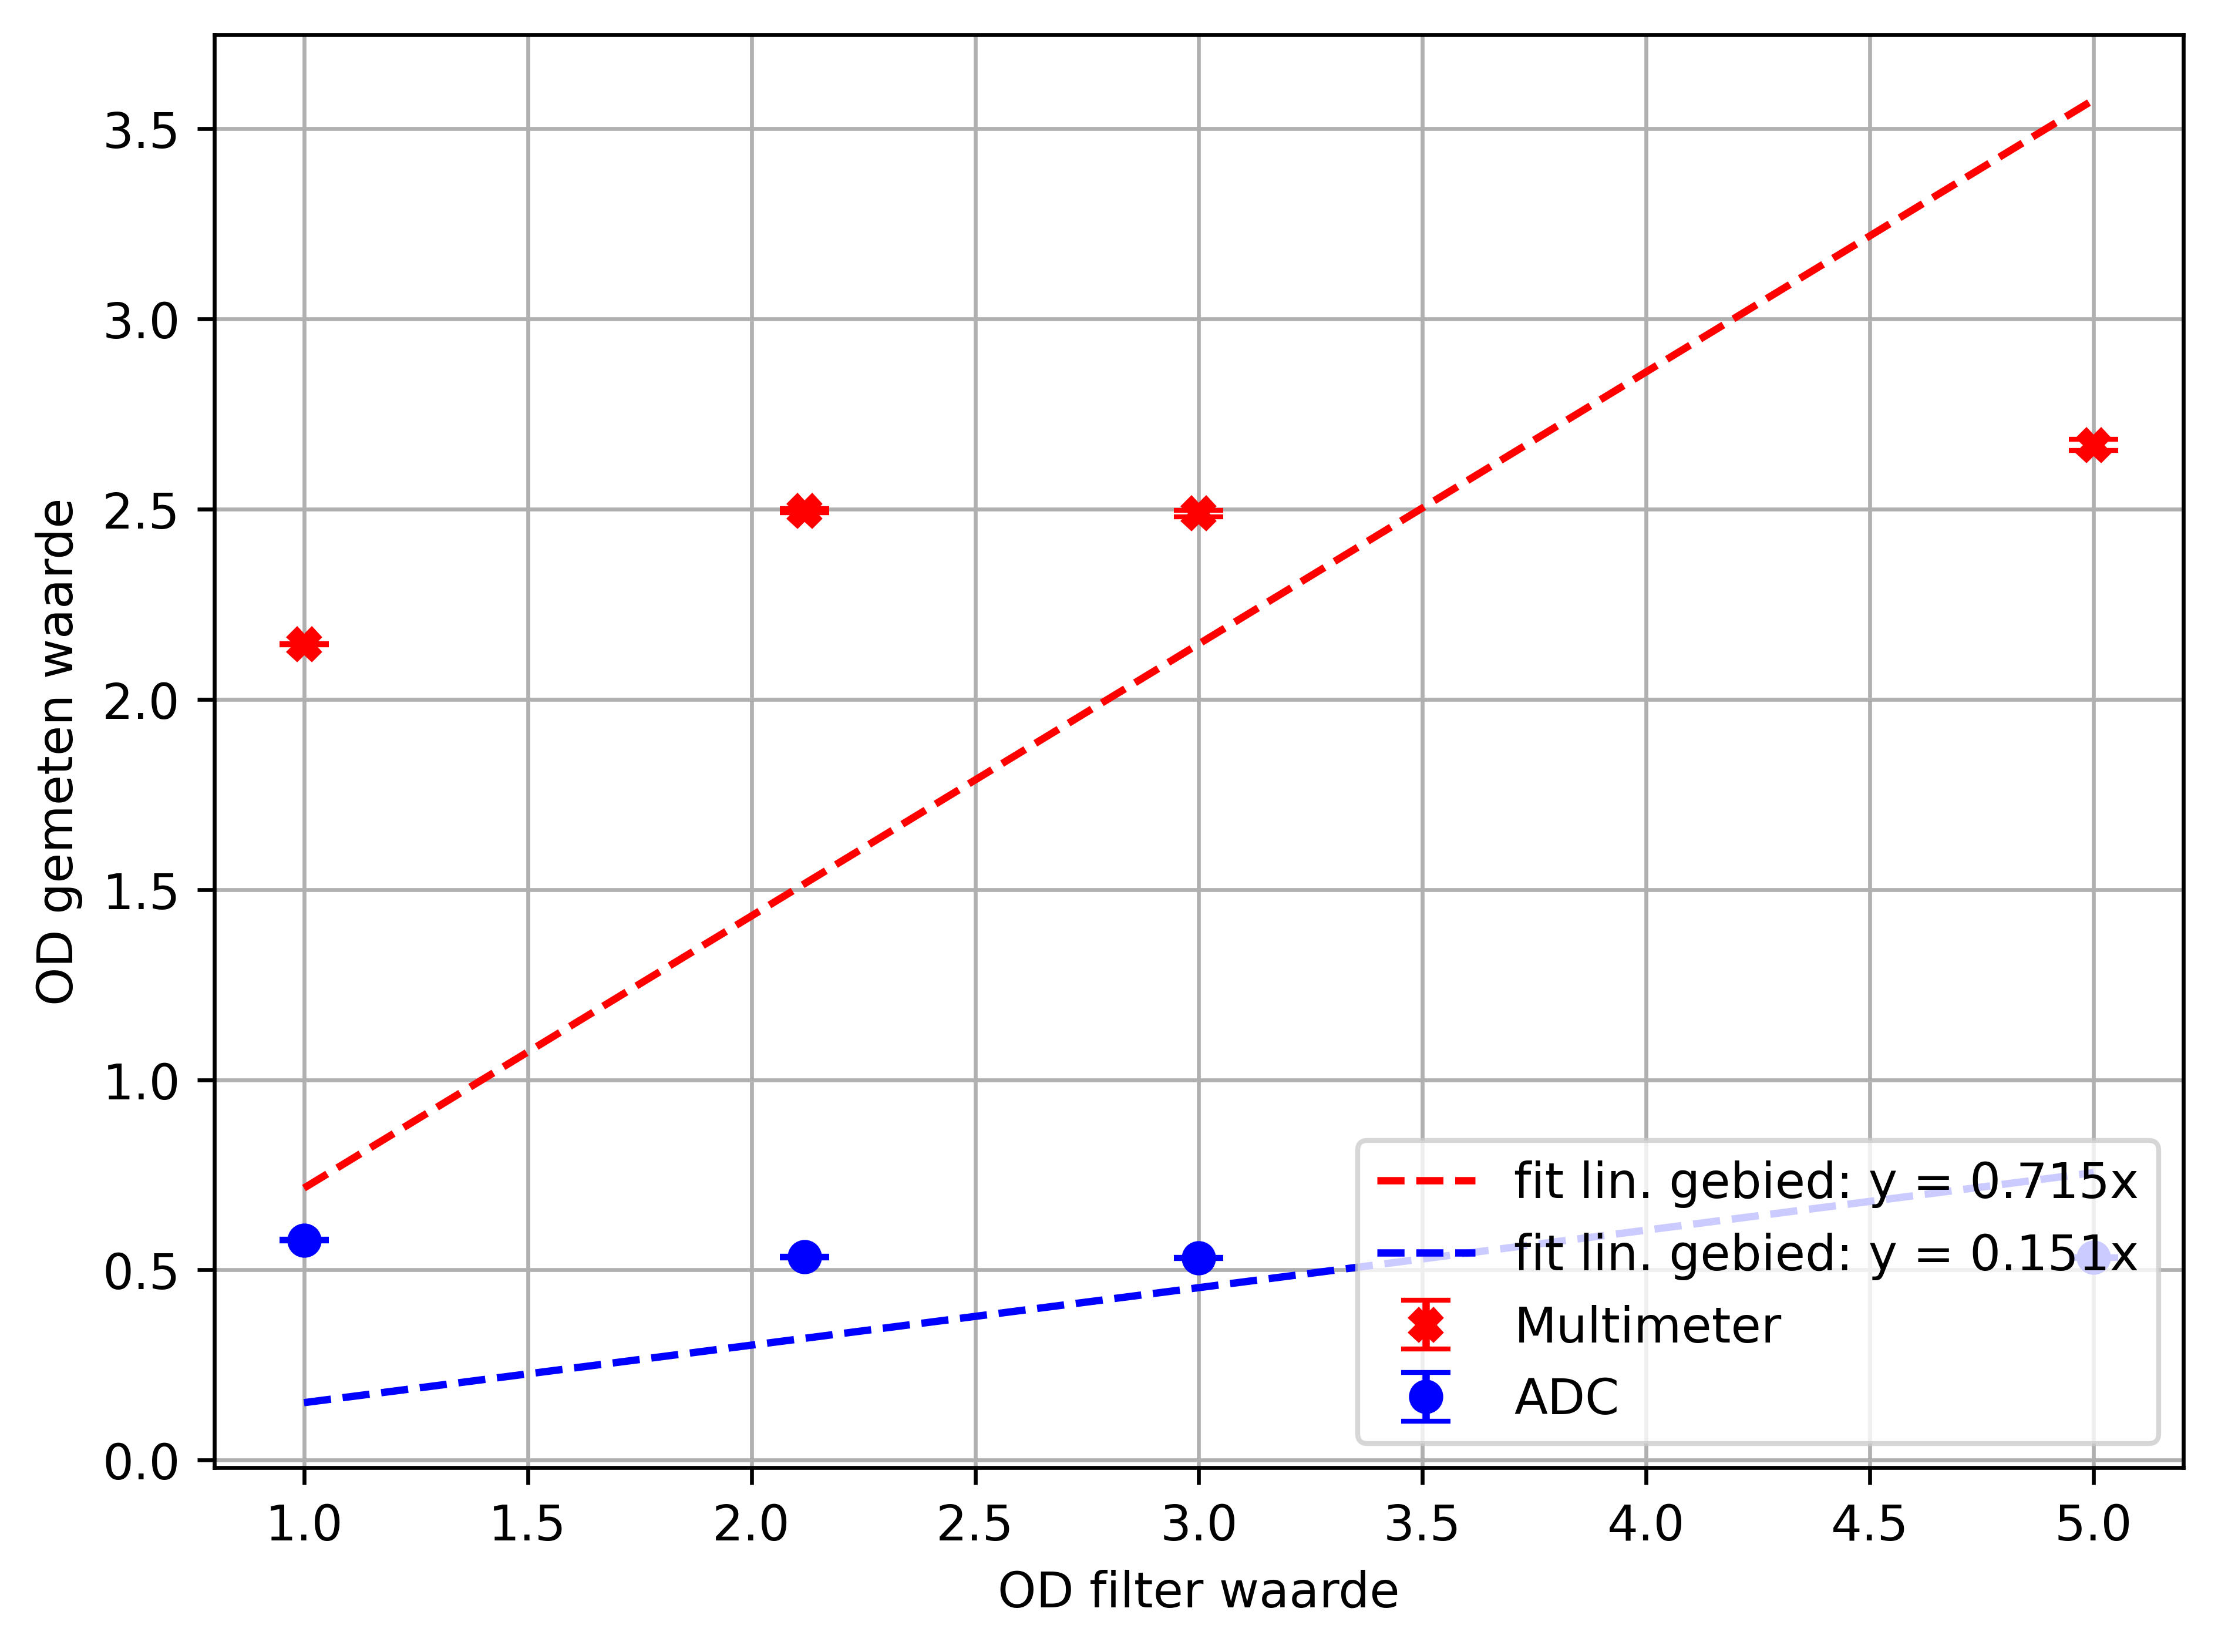 3.5
3.0
2.5
2.0
1.5
1.0
0.5
0.0
OD gemeten waarde
fit lin. gebied: y = 0.715x
fit lin. gebied: y = 0.151x
Multimeter
ADC
1.0 1.5 2.0 2.5 3.0 3.5 4.0 4.5 5.0
OD filter waarde